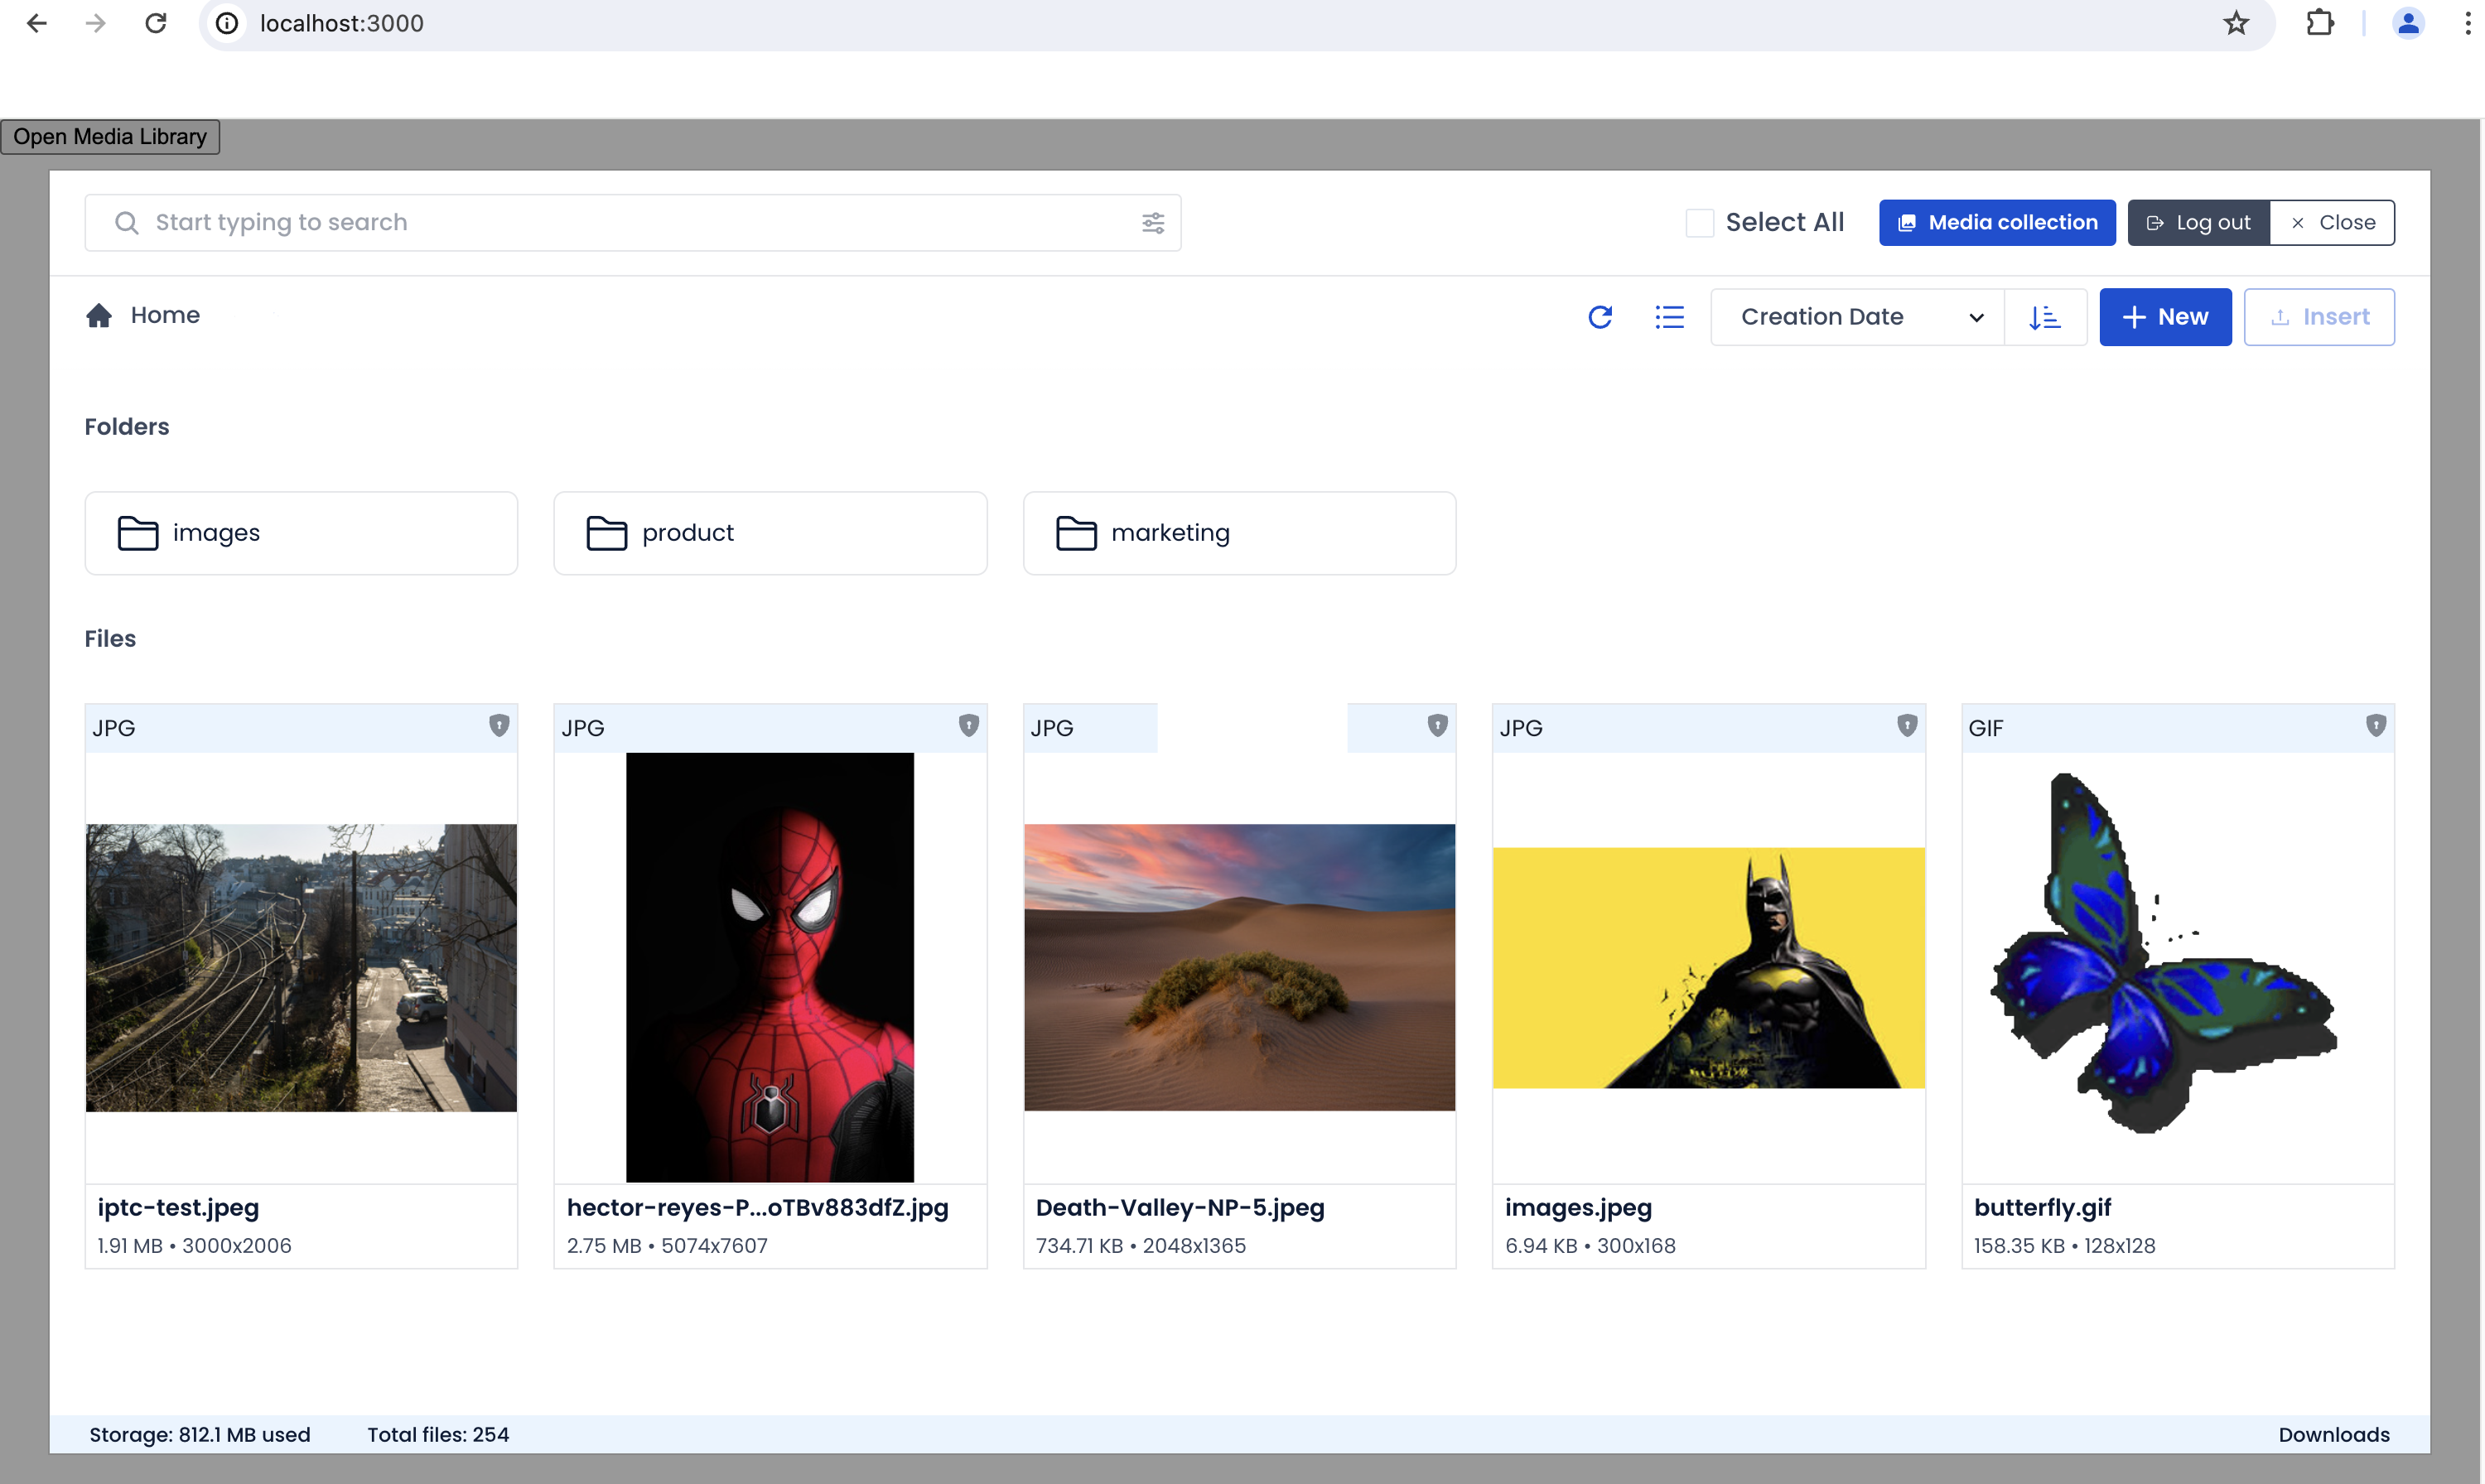 localhost:3000
Open Media Library
Start typing to search
Select All
Media collection
Log out
Close
Home
Creation Date
New
Insert
Folders
images
product
marketing
Files
JPG
JPG
JPG
JPG
GIF
iptc-test.jpeg
1.91 MB • 3000x2006
hector-reyes-P...oTBv883dfZ.jpg
2.75 MB • 5074x7607
Death-Valley-NP-5.jpeg
734.71 KB • 2048x1365
images.jpeg
6.94 KB • 300x168
butterfly.gif
158.35 KB • 128x128
Storage: 812.1 MB used
Total files: 254
Downloads